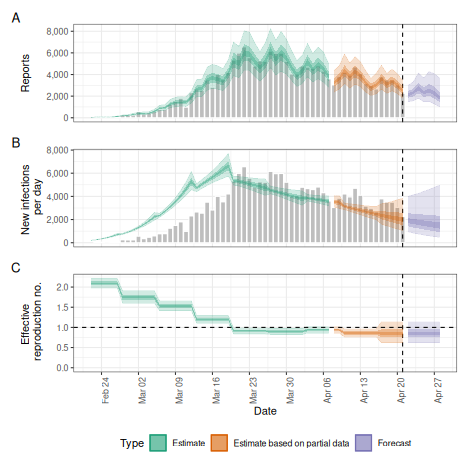 A
8,000
6,000
4,000
2,000
0
Reports
B
8,000
6,000
4,000
2,000
0
New infections
per day
C
2.0
1.5
1.0
0.5
0.0
Effective
reproduction no.
Feb 24
Mar 02
Mar 09
Mar 16
Mar 23
Mar 30
Apr 06
Apr 13
Apr 20
Apr 27
Date
Type Estimate Estimate based on partial data Forecast